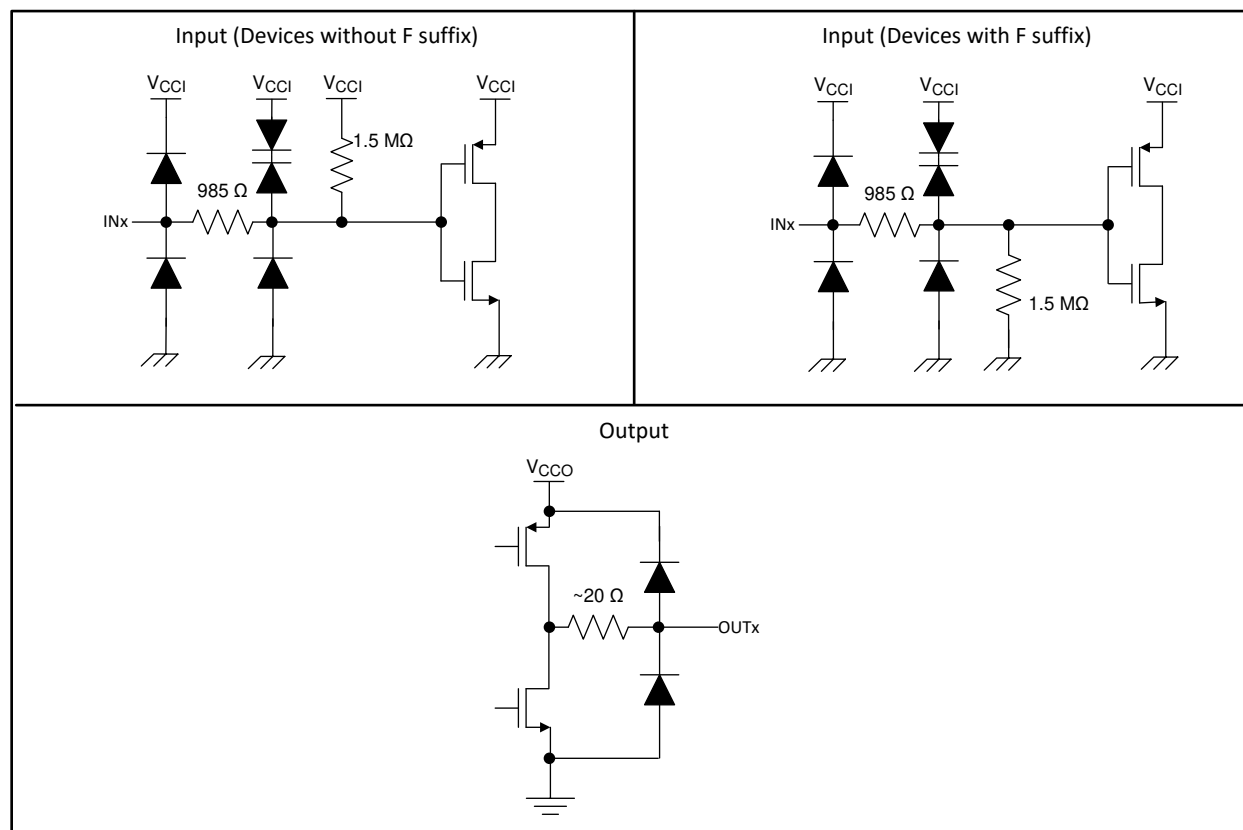 Input (Devices without F suffix)
VCCI VCCI VCCI VCCI
1.5 MΩ
985 Ω
INx
Input (Devices with F suffix)
VCCI VCCI VCCI
985 Ω
INx
1.5 MΩ
Output
VCCO
~20 Ω
OUTx